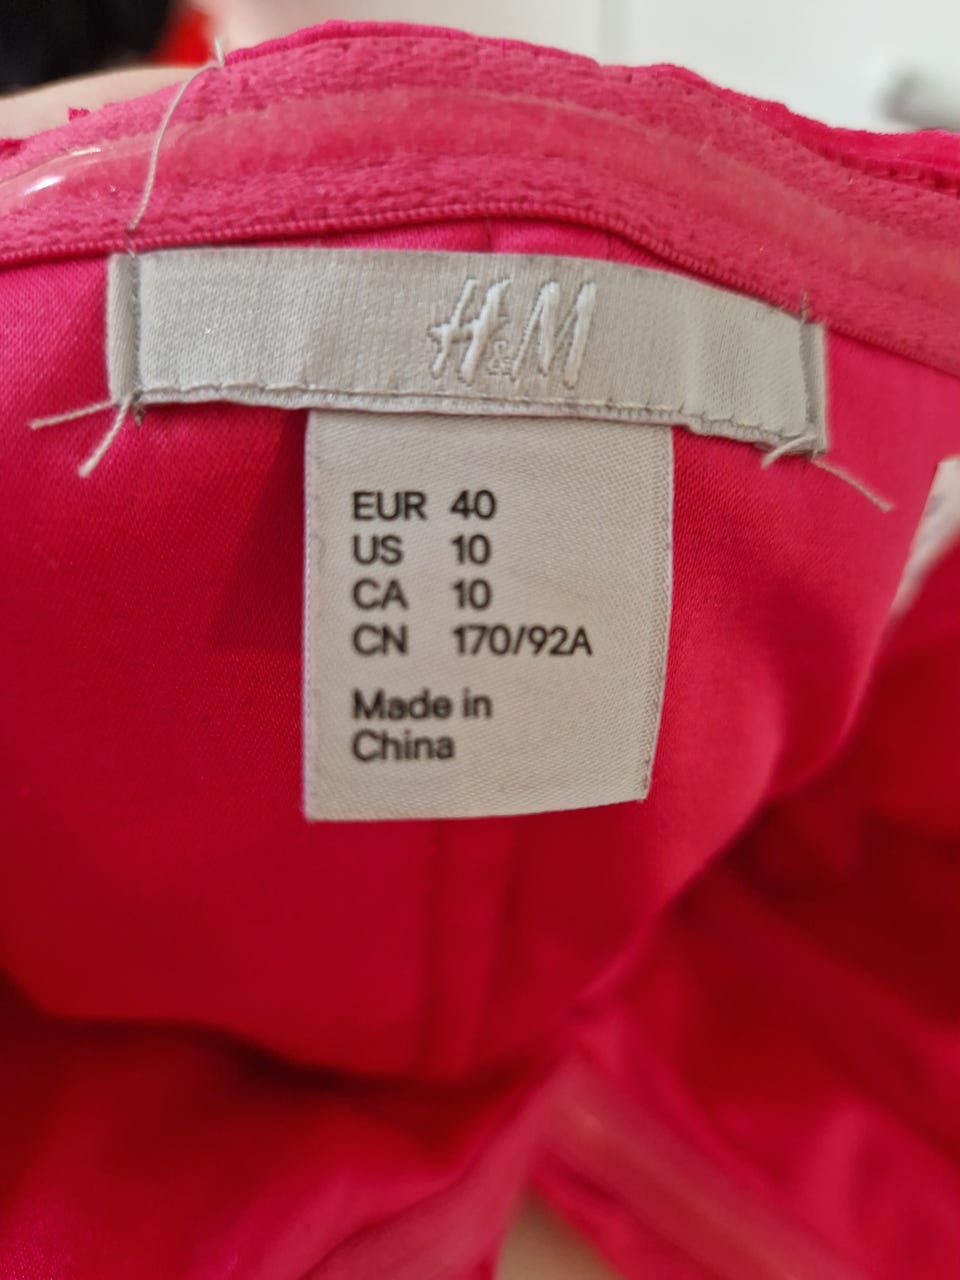 H&M
EUR 40
US 10
CA 10
CN 170/92A
Made in
China